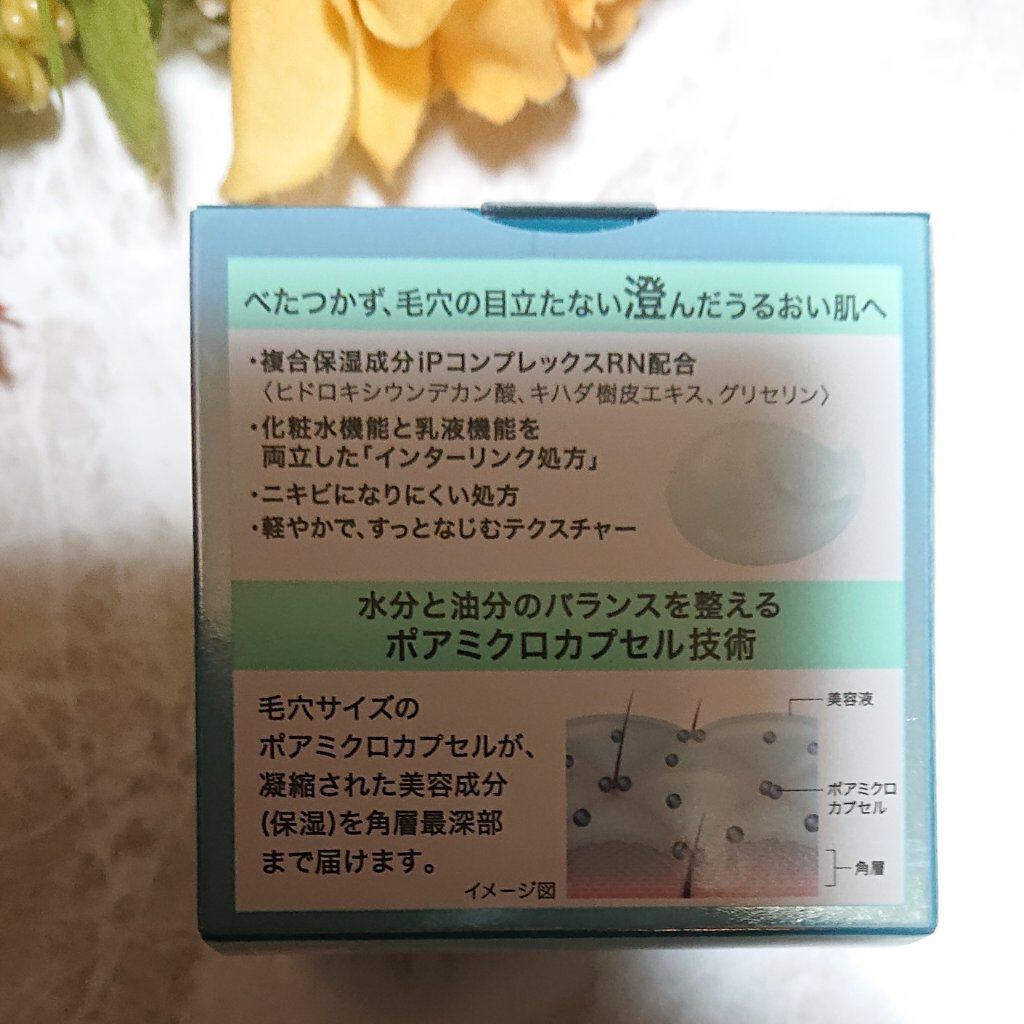 べたつかず、毛穴の目立たない澄んだうるおい肌へ
・複合保湿成分iPコンプレックスRN配合
〈ヒドロキシウンデカン酸、キハダ樹皮エキス、グリセリン〉
・化粧水機能と乳液機能を
両立した「インターリンク処方」
・ニキビになりにくい処方
・軽やかで、すっとなじむテクスチャー
水分と油分のバランスを整える
ポアミクロカプセル技術
毛穴サイズの
ポアミクロカプセルが、
凝縮された美容成分
(保湿)を角層最深部
まで届けます。
イメージ図
美容液
ポアミクロ
カプセル
角層